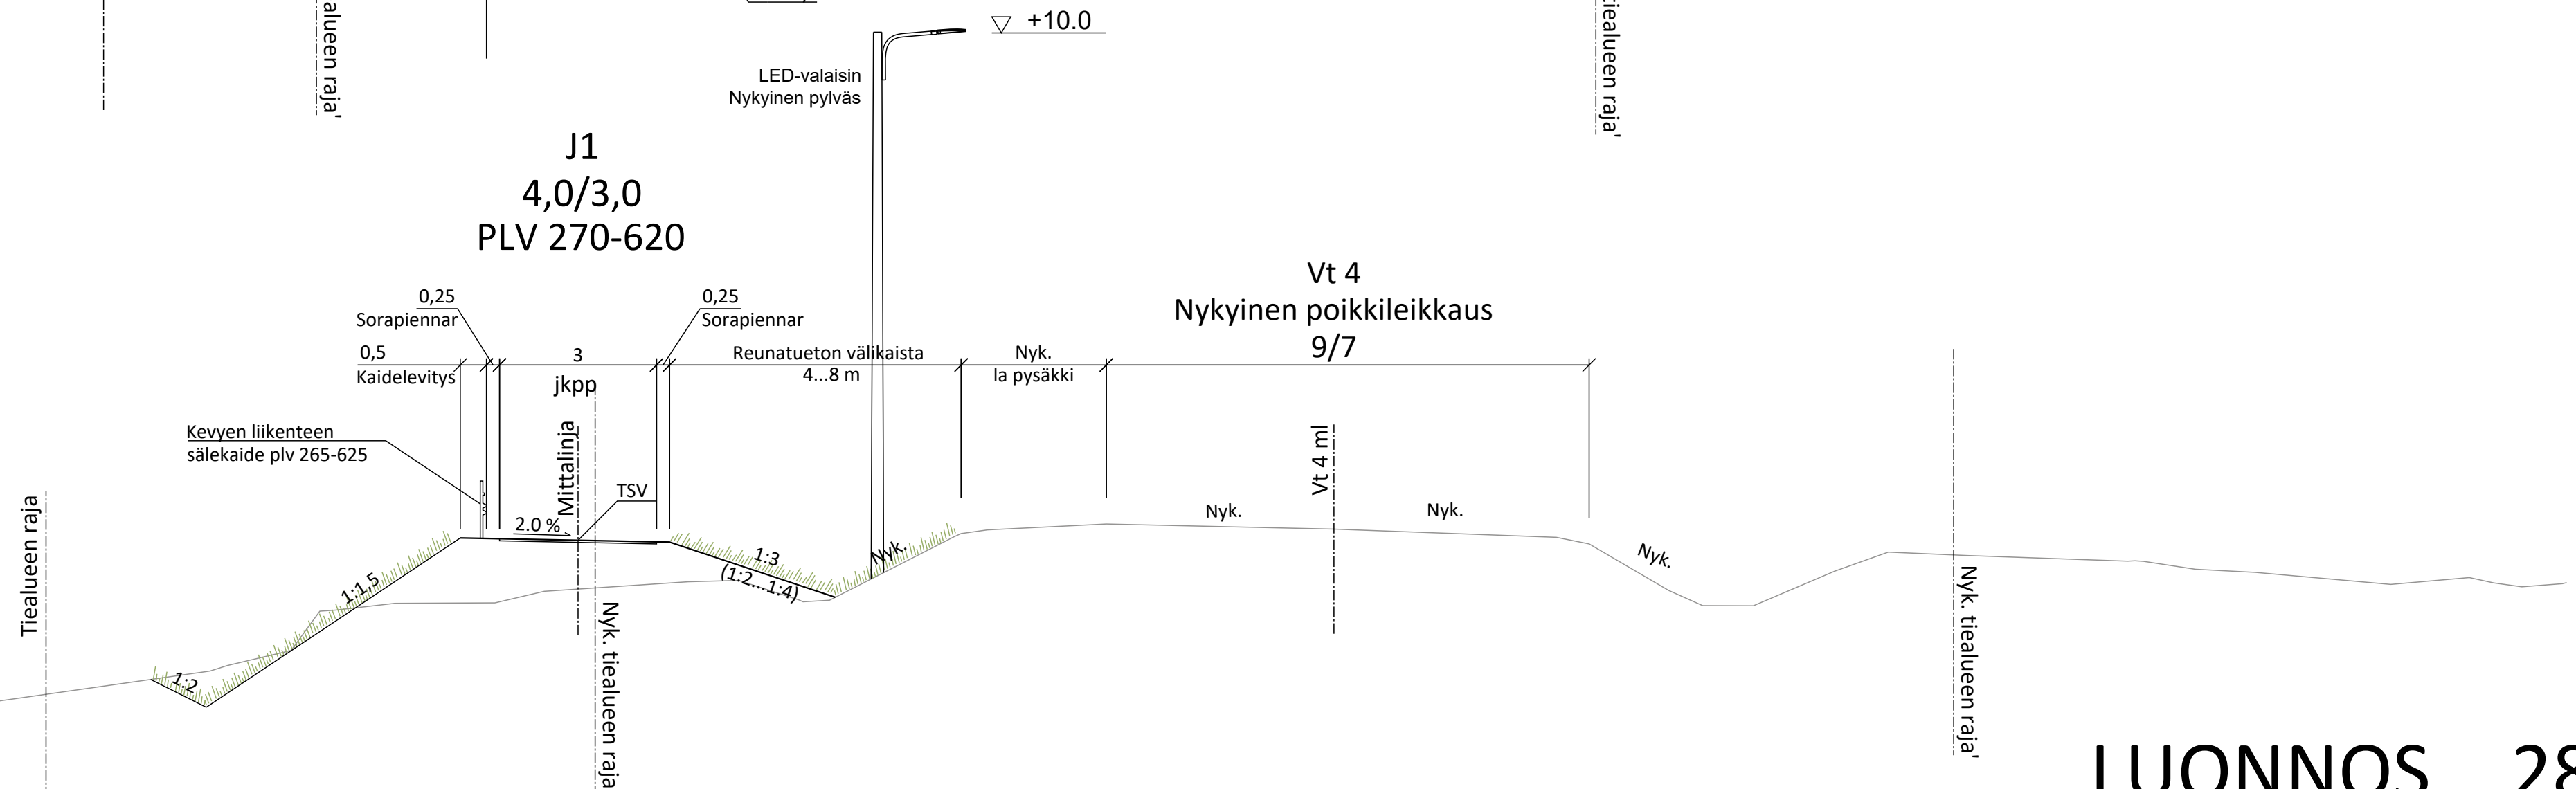 alueen raja'
tiealueen raja'
+10.0
LED-valaisin
Nykyinen pylväs
J1
4,0/3,0
PLV 270-620
Vt 4
Nykyinen poikkileikkaus
9/7
0,25
Sorapiennar
0,25
Sorapiennar
0,5
Kaidelevitys
3
jkpp
Reunatueton välikaista
4...8 m
Nyk.
la pysäkki
Kevyen liikenteen
sälekaide plv 265-625
Mittalinja
TSV
2.0 %
Vt 4 ml
Nyk.
Nyk.
Nyk.
Nyk.
1:3
(1:2...1:4)
1:1,5
1:2
Tiealueen raja
Nyk. tiealueen raja
Nyk. tiealueen raja'
LUONNOS 28